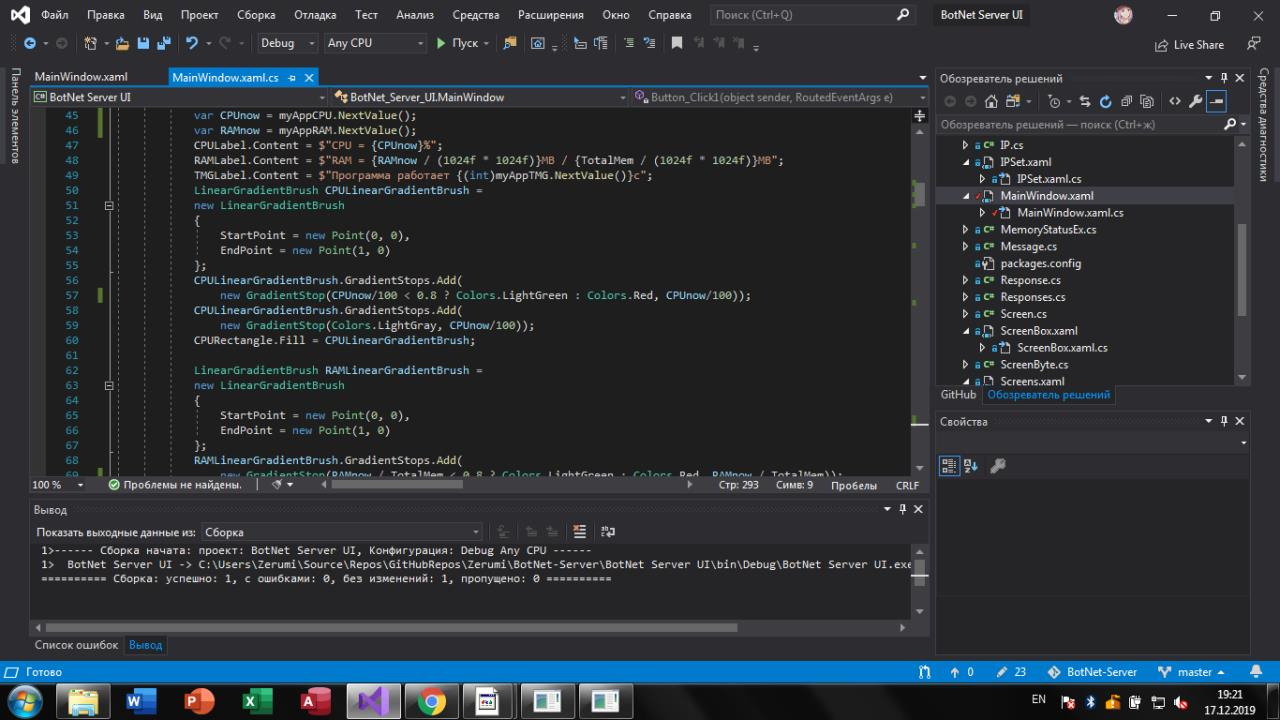 Файл Правка Вид Проект Сборка Отладка Тест Анализ Средства Расширения Окно Справка Поиск (Ctrl+Q) BotNet Server UI
Debug Any CPU Пуск Live Share
Панель элементов
MainWindow.xaml MainWindow.xaml.cs
BotNet Server UI BotNet_Server_UI.MainWindow Button_Click1(object sender, RoutedEventArgs e)
45 var CPUnow = myAppCPU.NextValue();
46 var RAMnow = myAppRAM.NextValue();
47 CPULabel.Content = $"CPU = {CPUnow}%";
48 RAMLabel.Content = $"RAM = {RAMnow / (1024f * 1024f)}MB / {TotalMem / (1024f * 1024f)}MB";
49 TMGLabel.Content = $"Программа работает {(int)myAppTMG.NextValue()}с";
50 LinearGradientBrush CPULinearGradientBrush =
51 new LinearGradientBrush
52 {
53 StartPoint = new Point(0, 0),
54 EndPoint = new Point(1, 0)
55 };
56 CPULinearGradientBrush.GradientStops.Add(
57 new GradientStop(CPUnow/100 < 0.8 ? Colors.LightGreen : Colors.Red, CPUnow/100));
58 CPULinearGradientBrush.GradientStops.Add(
59 new GradientStop(Colors.LightGray, CPUnow/100));
60 CPURectangle.Fill = CPULinearGradientBrush;
61
62 LinearGradientBrush RAMLinearGradientBrush =
63 new LinearGradientBrush
64 {
65 StartPoint = new Point(0, 0),
66 EndPoint = new Point(1, 0)
67 };
68 RAMLinearGradientBrush.GradientStops.Add(
69 new GradientStop(RAMnow / TotalMem < 0.8 ? Colors.LightGreen : Colors.Red, RAMnow / TotalMem));
100 % Проблемы не найдены. Стр: 293 Симв: 9 Пробелы CRLF
Вывод
Показать выходные данные из: Сборка
1>------ Сборка начата: проект: BotNet Server UI, Конфигурация: Debug Any CPU ------
1> BotNet Server UI -> C:\Users\Zerumi\Source\Repos\GitHubRepos\Zerumi\BotNet-Server\BotNet Server UI\bin\Debug\BotNet Server UI.exe
========== Сборка: успешно: 1, с ошибками: 0, без изменений: 1, пропущено: 0 ==========
Список ошибок Вывод
Обозреватель решений
Обозреватель решений — поиск (Ctrl+ж)
IP.cs
IPSet.xaml
IPSet.xaml.cs
MainWindow.xaml
MainWindow.xaml.cs
MemoryStatusEx.cs
Message.cs
packages.config
Response.cs
Responses.cs
Screen.cs
ScreenBox.xaml
ScreenBox.xaml.cs
ScreenByte.cs
Screens.xaml
GitHub Обозреватель решений
Свойства
Средства диагностики
Готово 0 23 BotNet-Server master
EN 19:21
17.12.2019